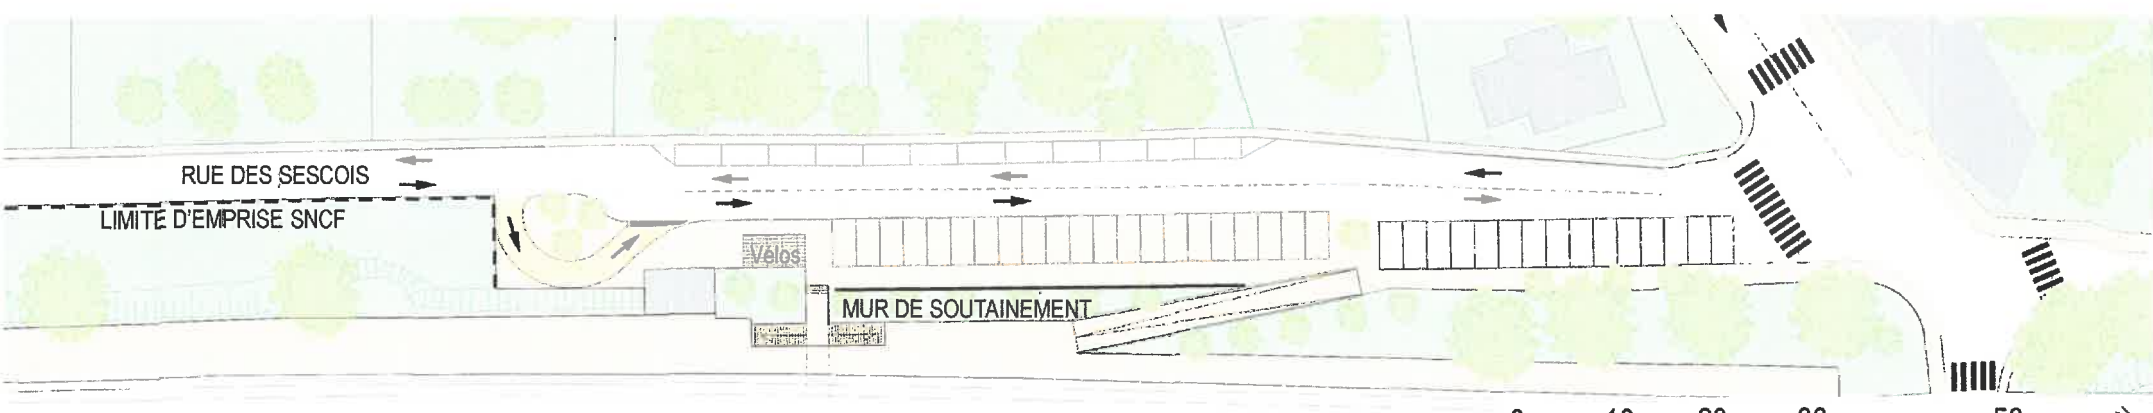 RUE DES SESCOIS
LIMITE D'EMPRISE SNCF
Vélos
MUR DE SOUTAINEMENT